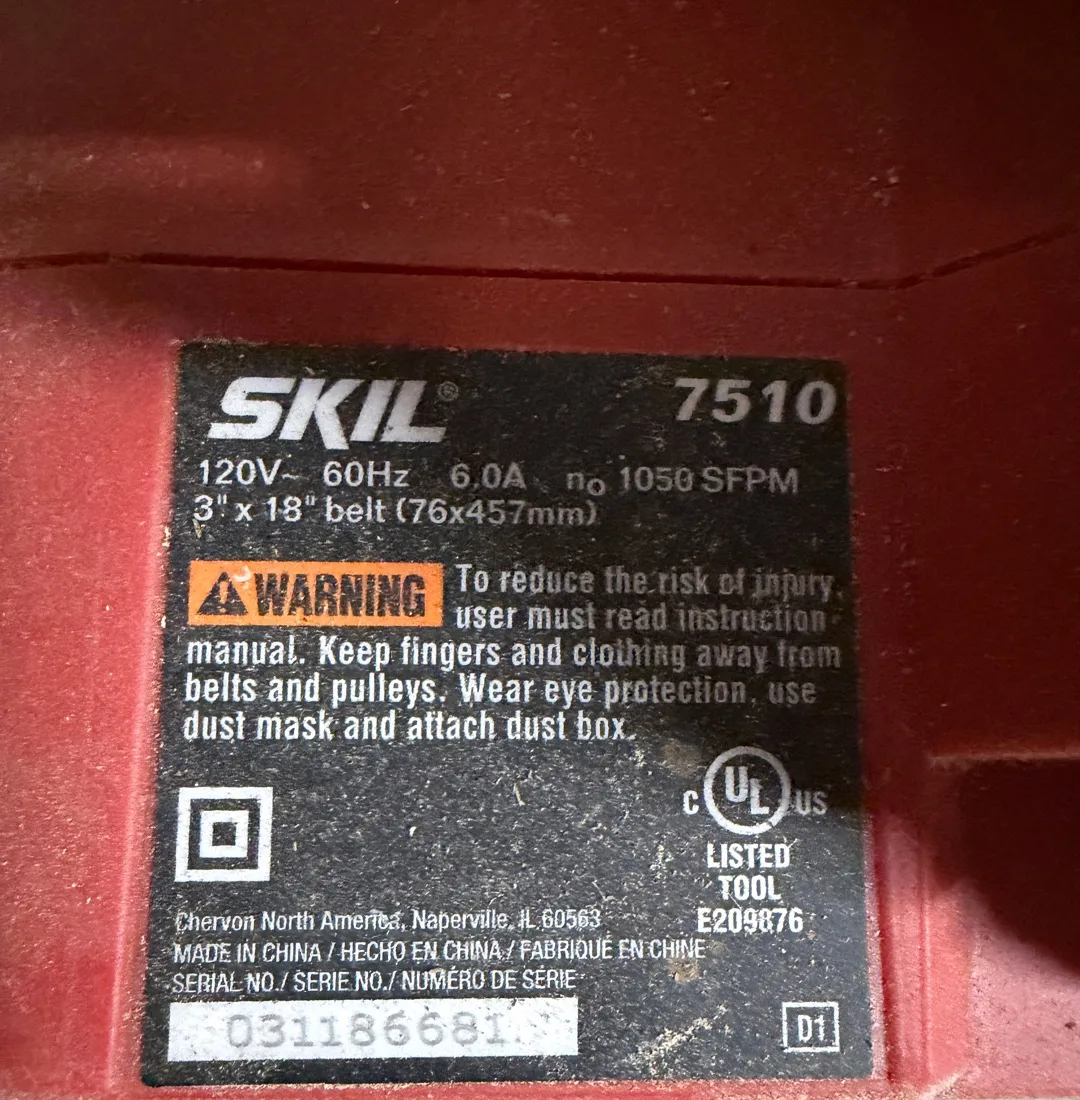 SKIL® 7510
120V~ 60Hz 6.0A no 1050 SFPM
3" x 18" belt (76x457mm)
WARNING To reduce the risk of injury,
user must read instruction
manual. Keep fingers and clothing away from
belts and pulleys. Wear eye protection, use
dust mask and attach dust box.
C UL US
LISTED
TOOL
E209876
Chervon North America, Naperville, IL 60563
MADE IN CHINA / HECHO EN CHINA / FABRIQUÉ EN CHINE
SERIAL NO./ SERIE NO./ NUMÉRO DE SÉRIE
031186681
D1